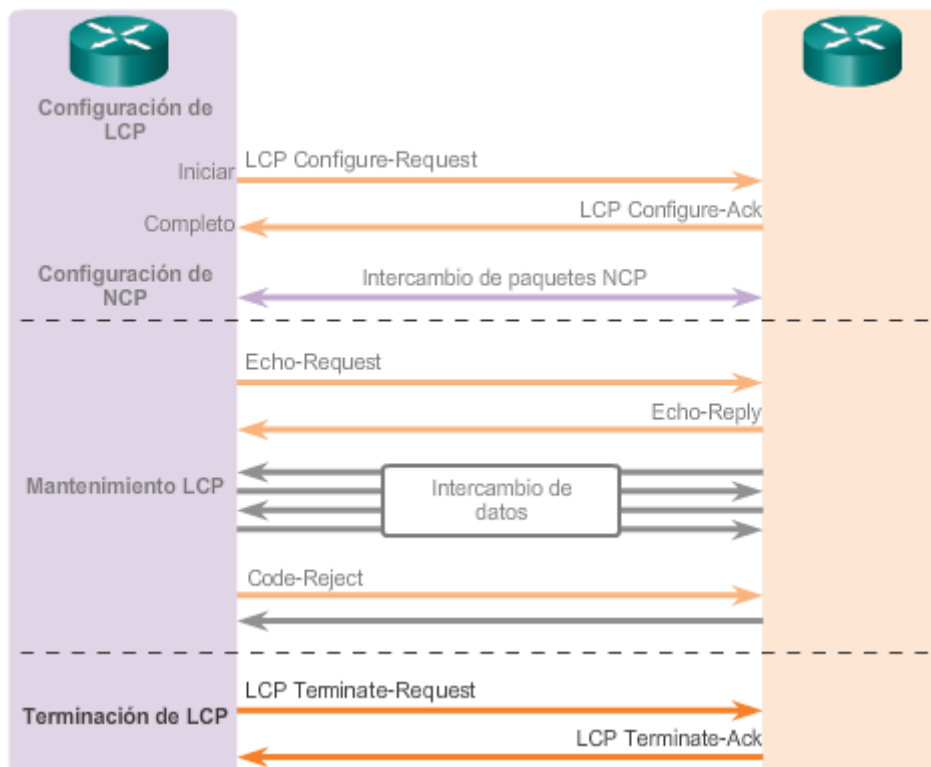 Configuración de
LCP
LCP Configure-Request
Iniciar
LCP Configure-Ack
Completo
Configuración de
NCP
Intercambio de paquetes NCP
Echo-Request
Echo-Reply
Mantenimiento LCP
Intercambio de
datos
Code-Reject
LCP Terminate-Request
Terminación de LCP
LCP Terminate-Ack